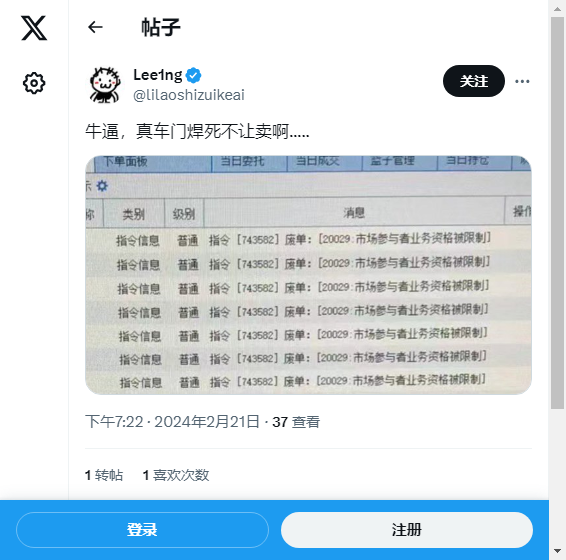 帖子
Lee1ng
@lilaoshizuikeai
关注
牛逼，真车门焊死不让卖啊.....
下单面板 当日委托 当日成交 篮子管理 当日持仓
示
称 类别 级别 消息 操作
指令信息 普通 指令 [743582] 废单：[20029:市场参与者业务资格被限制]
指令信息 普通 指令 [743582] 废单：[20029:市场参与者业务资格被限制]
指令信息 普通 指令 [743582] 废单：[20029:市场参与者业务资格被限制]
指令信息 普通 指令 [743582] 废单：[20029:市场参与者业务资格被限制]
指令信息 普通 指令 [743582] 废单：[20029:市场参与者业务资格被限制]
指令信息 普通 指令 [743582] 废单：[20029:市场参与者业务资格被限制]
指令信息 普通 指令 [743582] 废单：[20029:市场参与者业务资格被限制]
下午7:22 · 2024年2月21日 · 37 查看
1 转帖 1 喜欢次数
登录 注册